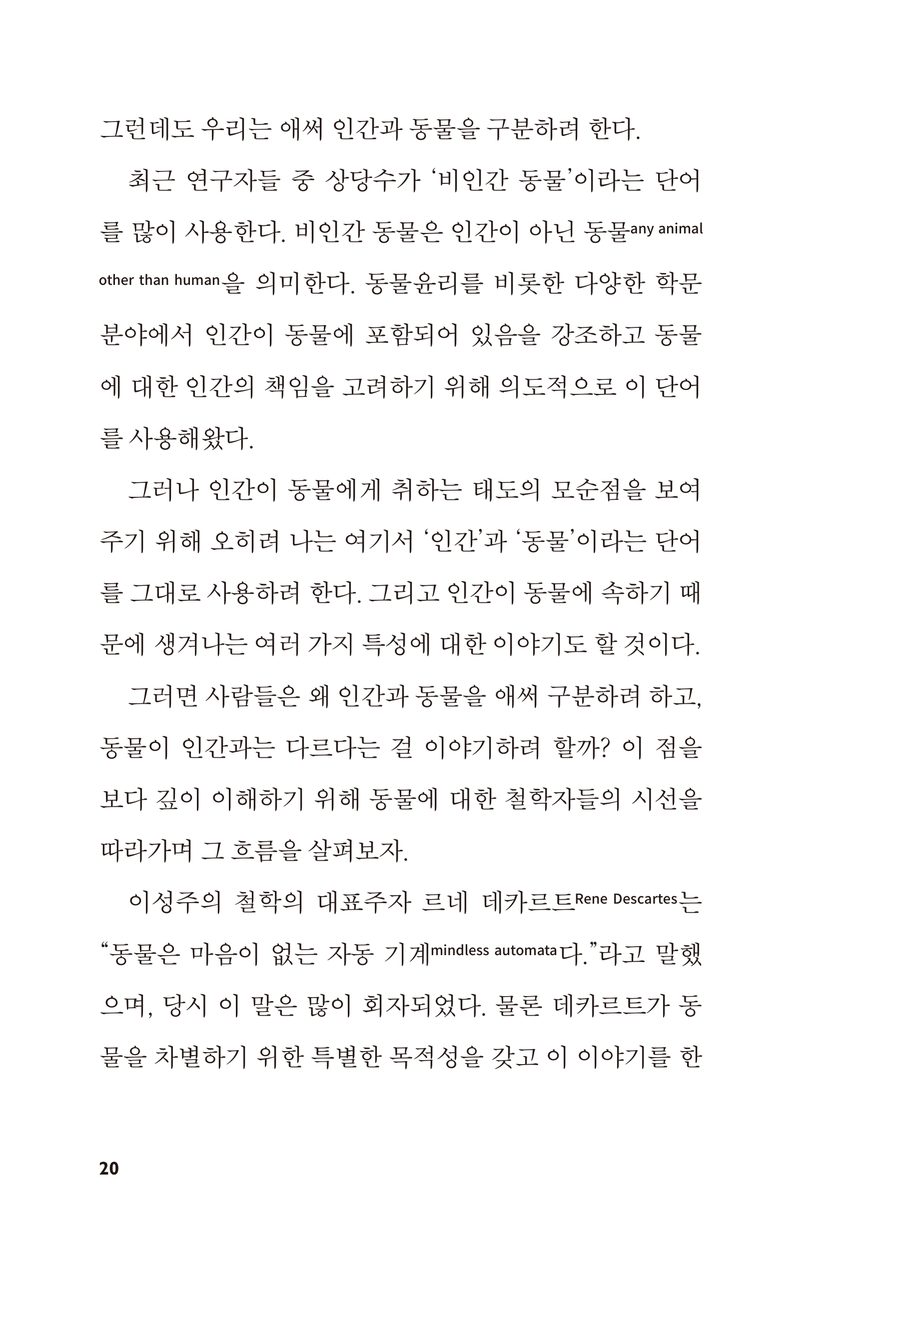 그런데도 우리는 애써 인간과 동물을 구분하려 한다.
최근 연구자들 중 상당수가 ‘비인간 동물’이라는 단어
를 많이 사용한다. 비인간 동물은 인간이 아닌 동물any animal
other than human을 의미한다. 동물윤리를 비롯한 다양한 학문
분야에서 인간이 동물에 포함되어 있음을 강조하고 동물
에 대한 인간의 책임을 고려하기 위해 의도적으로 이 단어
를 사용해왔다.
그러나 인간이 동물에게 취하는 태도의 모순점을 보여
주기 위해 오히려 나는 여기서 ‘인간’과 ‘동물’이라는 단어
를 그대로 사용하려 한다. 그리고 인간이 동물에 속하기 때
문에 생겨나는 여러 가지 특성에 대한 이야기도 할 것이다.
그러면 사람들은 왜 인간과 동물을 애써 구분하려 하고,
동물이 인간과는 다르다는 걸 이야기하려 할까? 이 점을
보다 깊이 이해하기 위해 동물에 대한 철학자들의 시선을
따라가며 그 흐름을 살펴보자.
이성주의 철학의 대표주자 르네 데카르트Rene Descartes는
“동물은 마음이 없는 자동 기계mindless automata다.”라고 말했
으며, 당시 이 말은 많이 회자되었다. 물론 데카르트가 동
물을 차별하기 위한 특별한 목적성을 갖고 이 이야기를 한
20